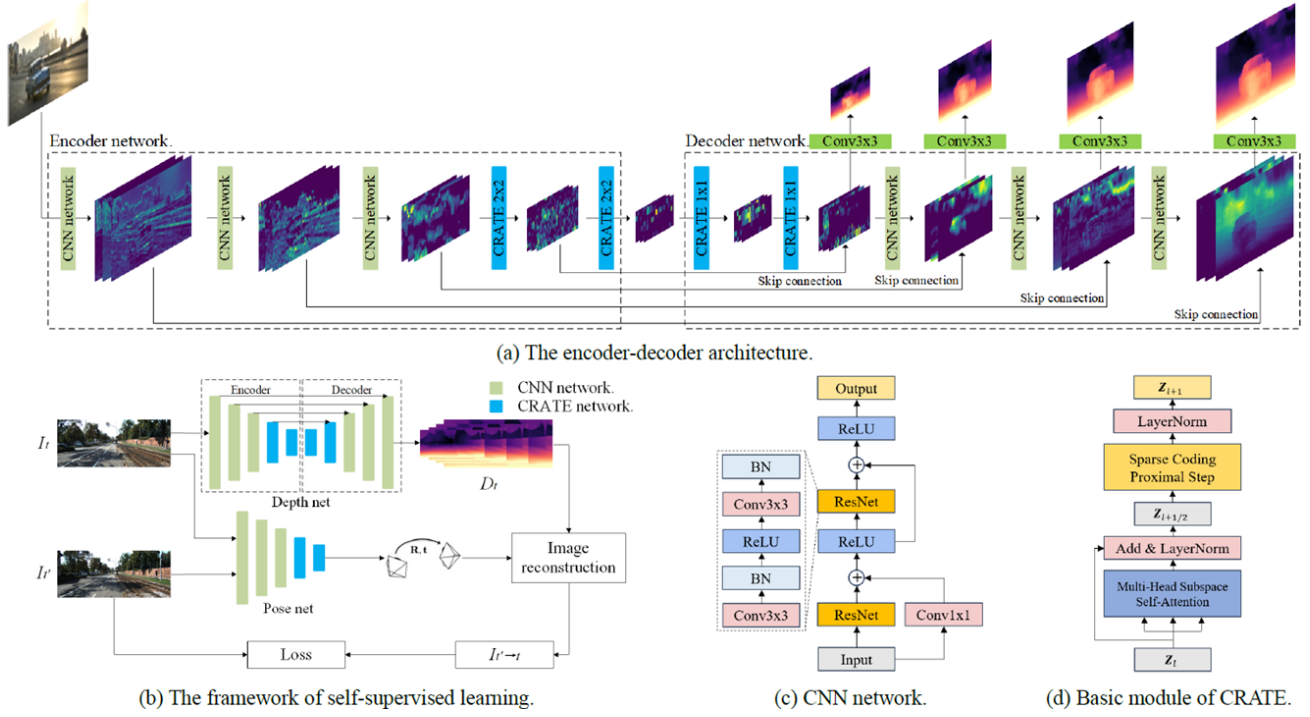 Encoder network.
Decoder network.
Conv3x3
Conv3x3
Conv3x3
Conv3x3
CNN network
CNN network
CNN network
CRATE 2x2
CRATE 2x2
CRATE 1x1
CRATE 1x1
CNN network
CNN network
CNN network
Skip connection
Skip connection
Skip connection
Skip connection
(a) The encoder-decoder architecture.
Encoder
Decoder
CNN network.
CRATE network.
It
Depth net
Dt
It'
R, t
Pose net
Image
reconstruction
Loss
It'→t
(b) The framework of self-supervised learning.
Output
ReLU
+
BN
Conv3x3
ReLU
BN
Conv3x3
ResNet
ReLU
+
ResNet
Conv1x1
Input
(c) CNN network.
Zl+1
LayerNorm
Sparse Coding
Proximal Step
Zl+1/2
Add & LayerNorm
Multi-Head Subspace
Self-Attention
Zl
(d) Basic module of CRATE.